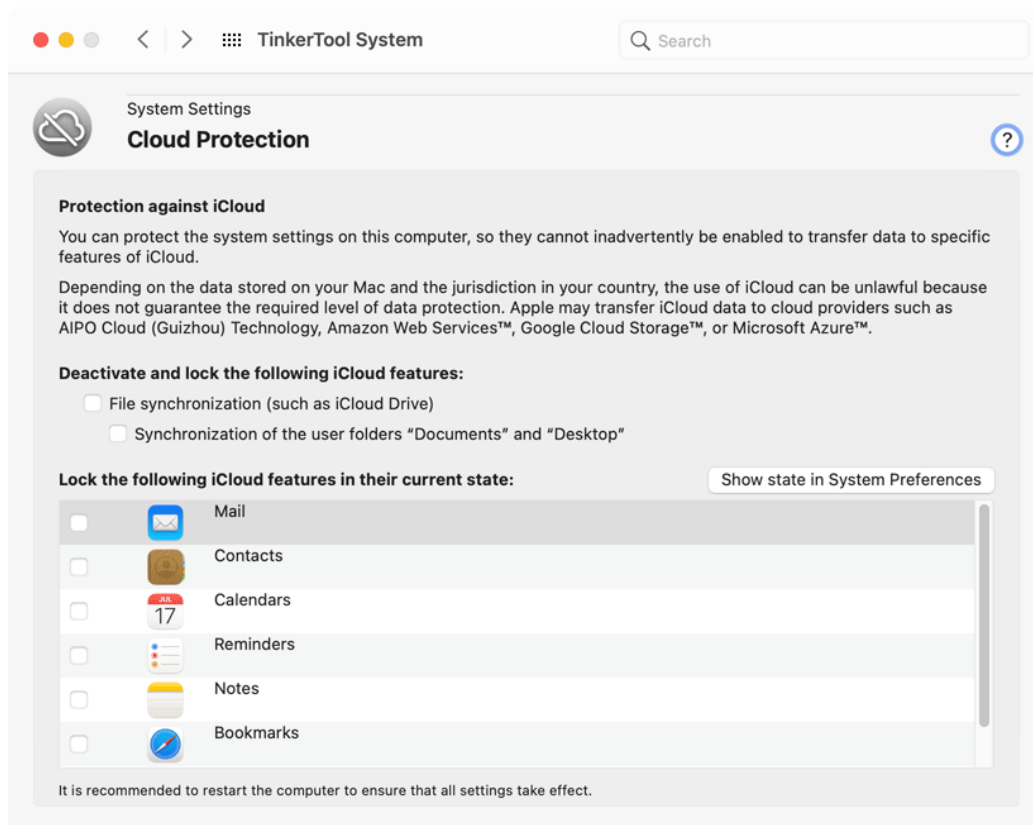 TinkerTool System
Search
System Settings
Cloud Protection
?
Protection against iCloud
You can protect the system settings on this computer, so they cannot inadvertently be enabled to transfer data to specific
features of iCloud.
Depending on the data stored on your Mac and the jurisdiction in your country, the use of iCloud can be unlawful because
it does not guarantee the required level of data protection. Apple may transfer iCloud data to cloud providers such as
AIPO Cloud (Guizhou) Technology, Amazon Web Services™, Google Cloud Storage™, or Microsoft Azure™.
Deactivate and lock the following iCloud features:
File synchronization (such as iCloud Drive)
Synchronization of the user folders “Documents” and “Desktop”
Lock the following iCloud features in their current state:
Show state in System Preferences
Mail
Contacts
JUL
17
Calendars
Reminders
Notes
Bookmarks
It is recommended to restart the computer to ensure that all settings take effect.